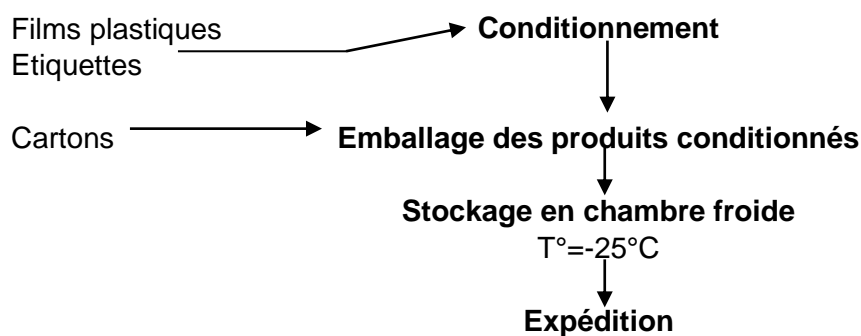 Films plastiques
Etiquettes
Conditionnement
Cartons
Emballage des produits conditionnés
Stockage en chambre froide
T°=-25°C
Expédition